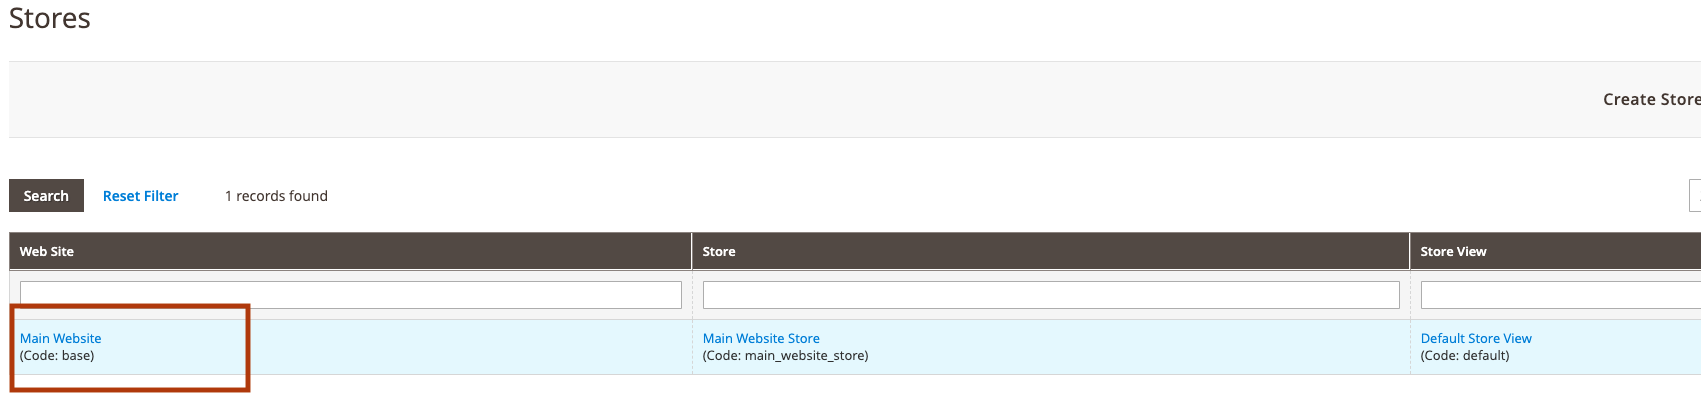 Stores
Create Store
Search Reset Filter 1 records found
Web Site Store Store View
Main Website Main Website Store Default Store View
(Code: base) (Code: main_website_store) (Code: default)